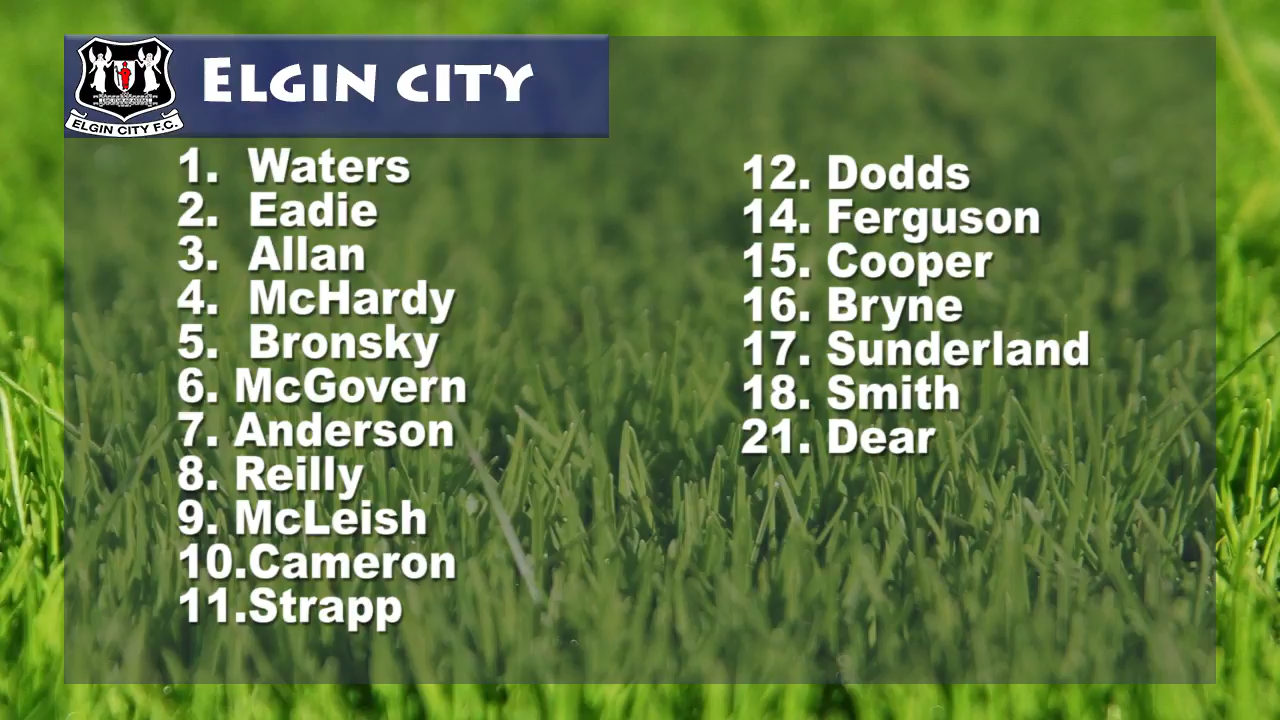 ELGIN CITY
ELGIN CITY F.C.
1. Waters
2. Eadie
3. Allan
4. McHardy
5. Bronsky
6. McGovern
7. Anderson
8. Reilly
9. McLeish
10.Cameron
11.Strapp
12. Dodds
14. Ferguson
15. Cooper
16. Bryne
17. Sunderland
18. Smith
21. Dear